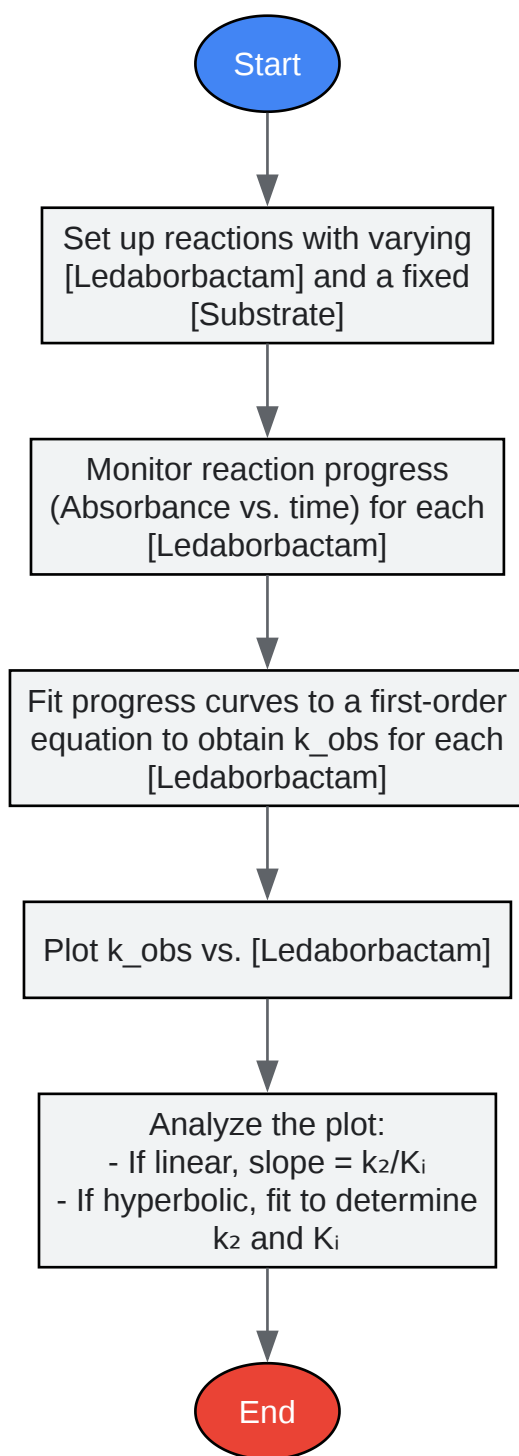 Start
Set up reactions with varying
[Ledaborbactam] and a fixed
[Substrate]
Monitor reaction progress
(Absorbance vs. time) for each
[Ledaborbactam]
Fit progress curves to a first-order
equation to obtain k_obs for each
[Ledaborbactam]
Plot k_obs vs. [Ledaborbactam]
Analyze the plot:
- If linear, slope = k₂/Kᵢ
- If hyperbolic, fit to determine
k₂ and Kᵢ
End